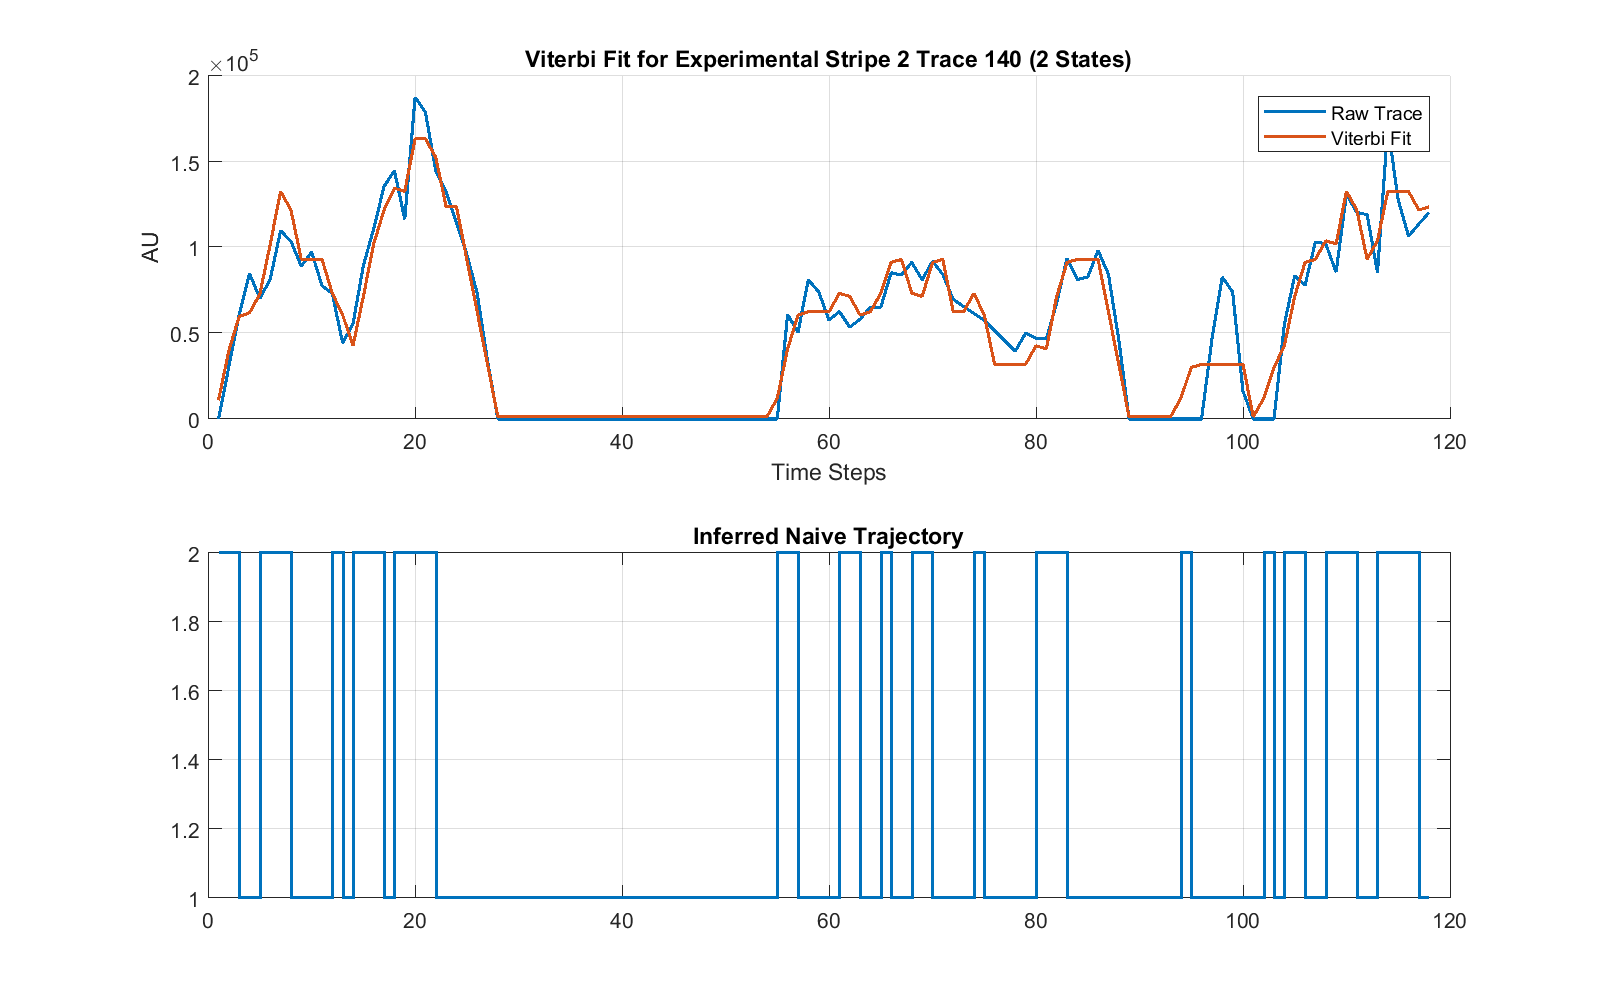 Viterbi Fit for Experimental Stripe 2 Trace 140 (2 States)
×10^5
2
1.5
1
0.5
0
AU
0 20 40 60 80 100 120
Time Steps
Raw Trace
Viterbi Fit
Inferred Naive Trajectory
2
1.8
1.6
1.4
1.2
1
0 20 40 60 80 100 120